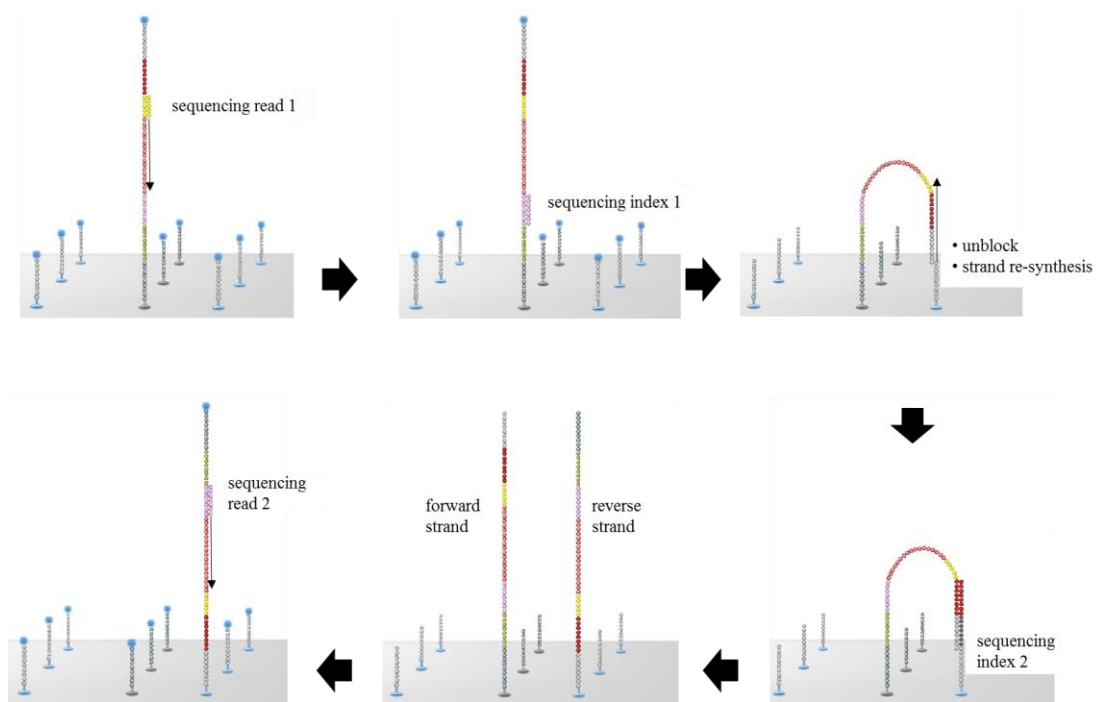 sequencing read 1
sequencing index 1
• unblock
• strand re-synthesis
sequencing
index 2
forward
strand
reverse
strand
sequencing
read 2